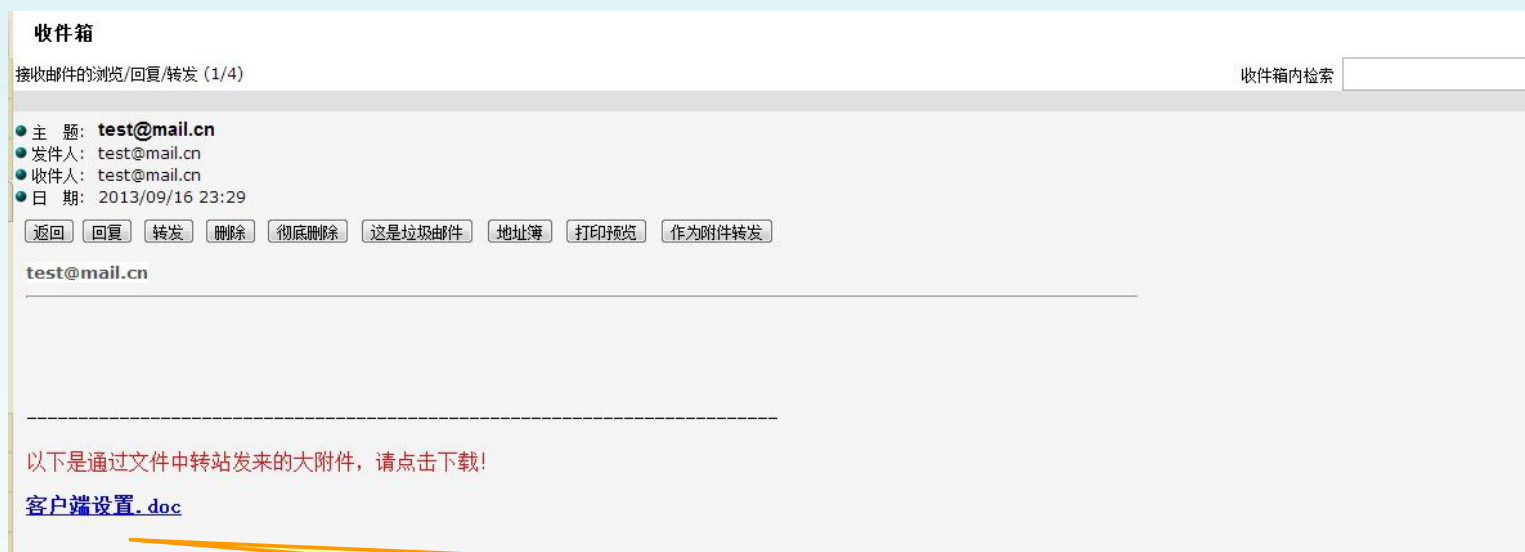 收件箱
接收邮件的浏览/回复/转发 (1/4) 收件箱内检索
主 题: test@mail.cn
发件人: test@mail.cn
收件人: test@mail.cn
日 期: 2013/09/16 23:29
返回 回复 转发 删除 彻底删除 这是垃圾邮件 地址簿 打印预览 作为附件转发
test@mail.cn
以下是通过文件中转站发来的大附件，请点击下载!
客户端设置.doc